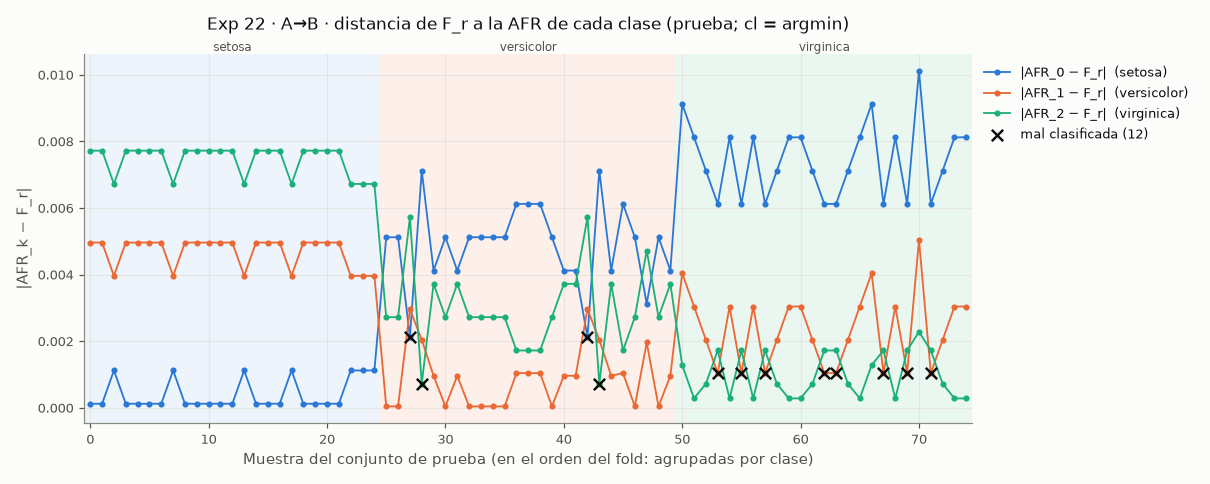 Exp 22 · A→B · distancia de F_r a la AFR de cada clase (prueba; cl = argmin)
setosa
versicolor
virginica
|AFR_k − F_r|
0.010
0.008
0.006
0.004
0.002
0.000
0
10
20
30
40
50
60
70
Muestra del conjunto de prueba (en el orden del fold: agrupadas por clase)
|AFR_0 − F_r| (setosa)
|AFR_1 − F_r| (versicolor)
|AFR_2 − F_r| (virginica)
mal clasificada (12)